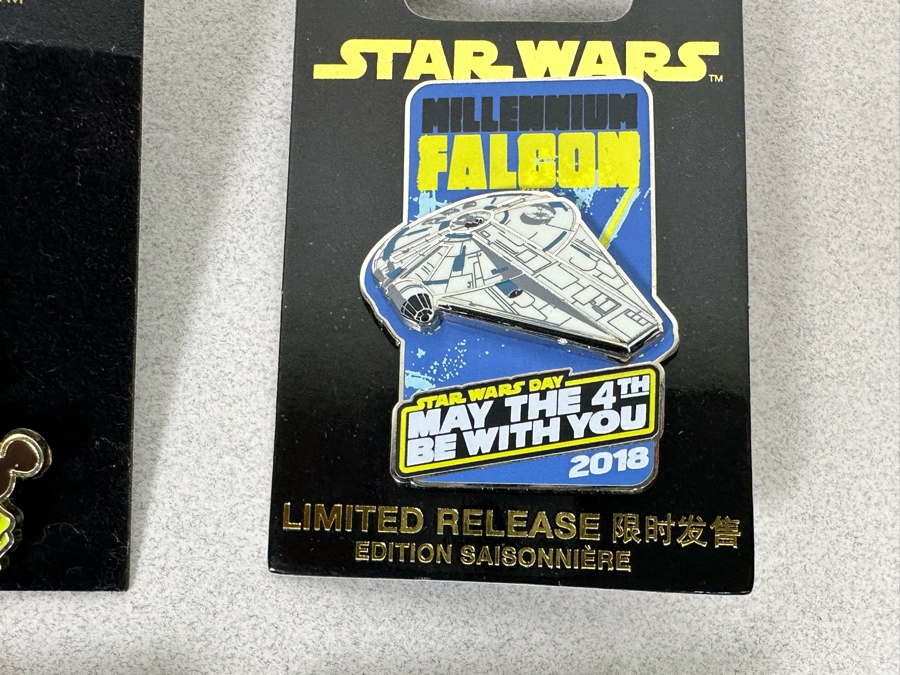 STAR WARS™
MILLENNIUM
FALCON
STAR WARS DAY
MAY THE 4TH
BE WITH YOU
2018
LIMITED RELEASE 限时发售
EDITION SAISONNIÈRE